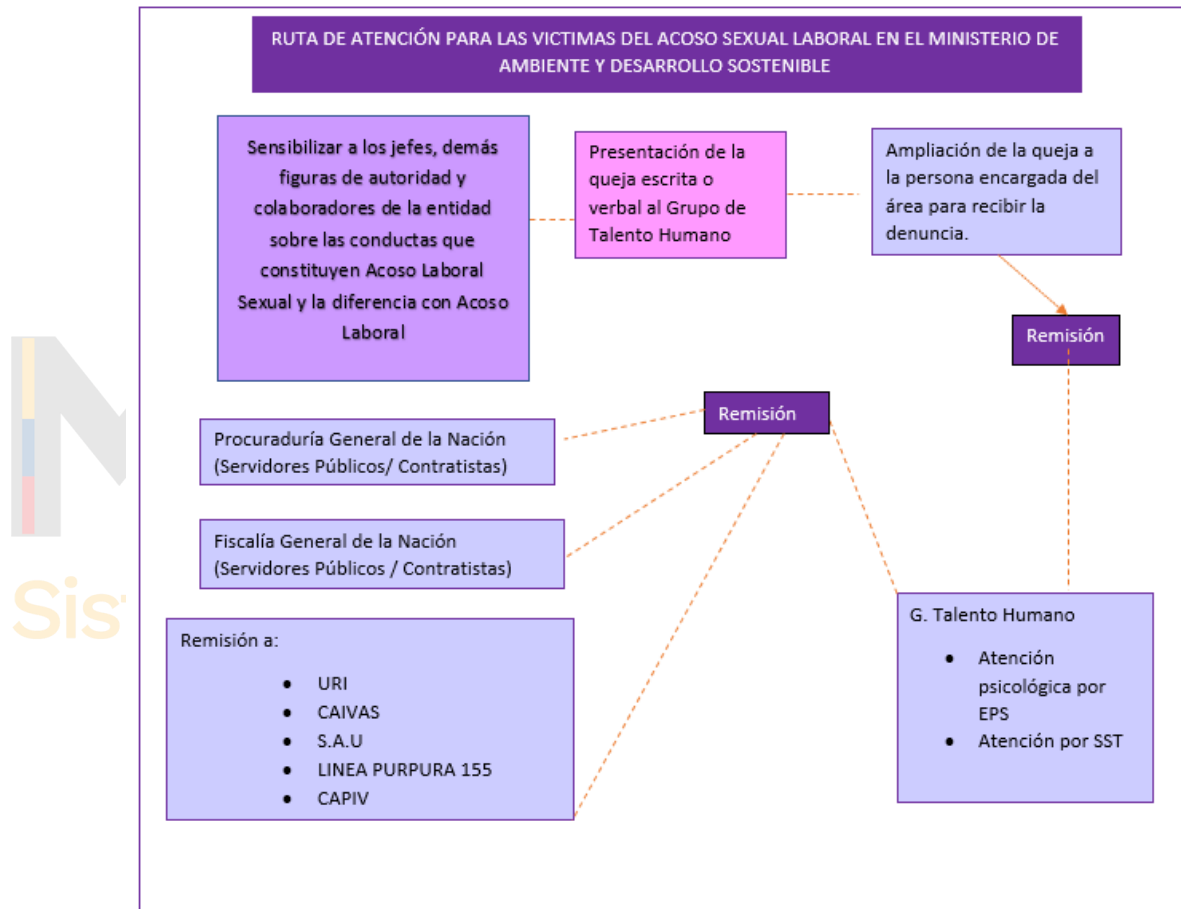 RUTA DE ATENCIÓN PARA LAS VICTIMAS DEL ACOSO SEXUAL LABORAL EN EL MINISTERIO DE
AMBIENTE Y DESARROLLO SOSTENIBLE
Sensibilizar a los jefes, demás
figuras de autoridad y
colaboradores de la entidad
sobre las conductas que
constituyen Acoso Laboral
Sexual y la diferencia con Acoso
Laboral
Presentación de la
queja escrita o
verbal al Grupo de
Talento Humano
Ampliación de la queja a
la persona encargada del
área para recibir la
denuncia.
Remisión
Remisión
Procuraduría General de la Nación
(Servidores Públicos/ Contratistas)
Fiscalía General de la Nación
(Servidores Públicos / Contratistas)
Remisión a:
• URI
• CAIVAS
• S.A.U
• LINEA PURPURA 155
• CAPIV
G. Talento Humano
• Atención
psicológica por
EPS
• Atención por SST
Sis